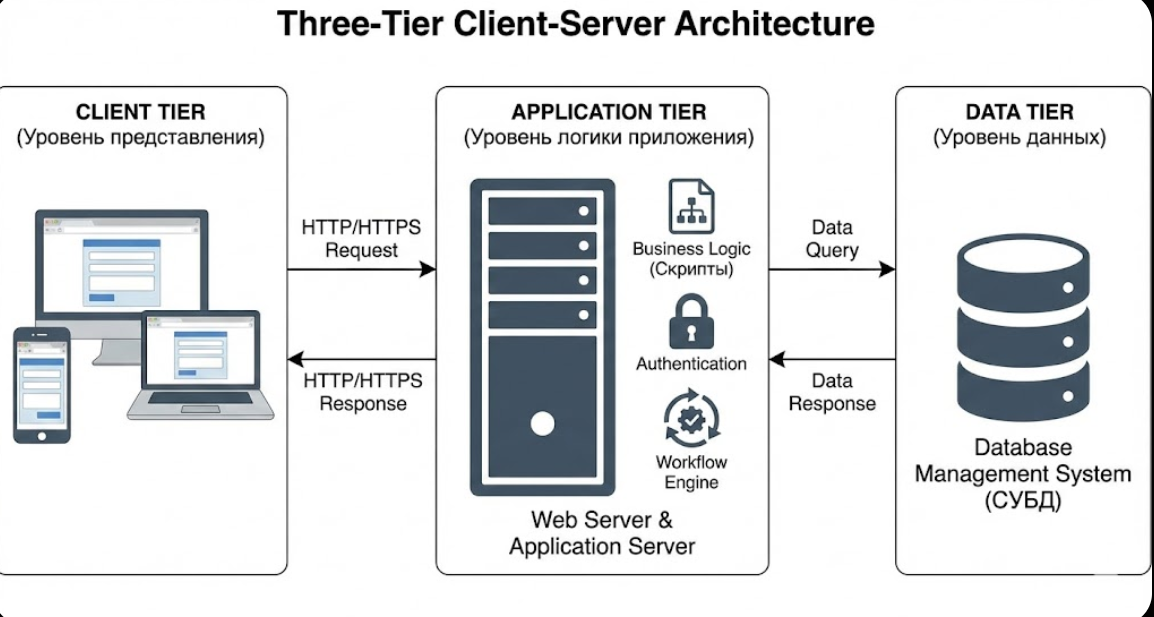 Three-Tier Client-Server Architecture
CLIENT TIER
(Уровень представления)
HTTP/HTTPS
Request
HTTP/HTTPS
Response
APPLICATION TIER
(Уровень логики приложения)
Business Logic
(Скрипты)
Authentication
Workflow
Engine
Web Server &
Application Server
Data
Query
Data
Response
DATA TIER
(Уровень данных)
Database
Management System
(СУБД)